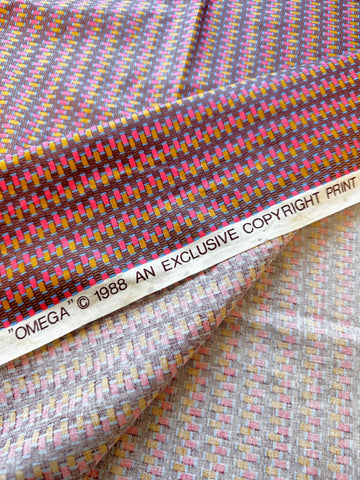 "OMEGA" © 1988 AN EXCLUSIVE COPYRIGHT PRINT